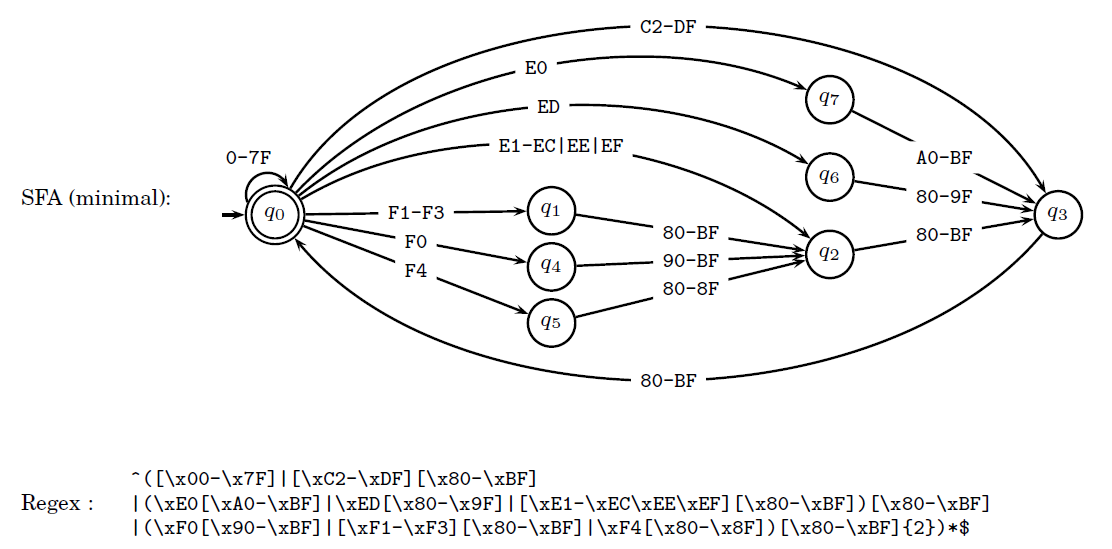 C2-DF
E0
ED
E1-EC|EE|EF
0-7F
SFA (minimal):
q0
F1-F3
F0
F4
q1
q4
q5
80-BF
90-BF
80-8F
q7
q6
q2
A0-BF
80-9F
80-BF
q3
80-BF
Regex :
^([\x00-\x7F]|[\xC2-\xDF][\x80-\xBF]
|(\xE0[\xA0-\xBF]|\xED[\x80-\x9F]|[\xE1-\xEC\xEE\xEF][\x80-\xBF])[\x80-\xBF]
|(\xF0[\x90-\xBF]|[\xF1-\xF3][\x80-\xBF]|\xF4[\x80-\x8F])[\x80-\xBF]{2})*$